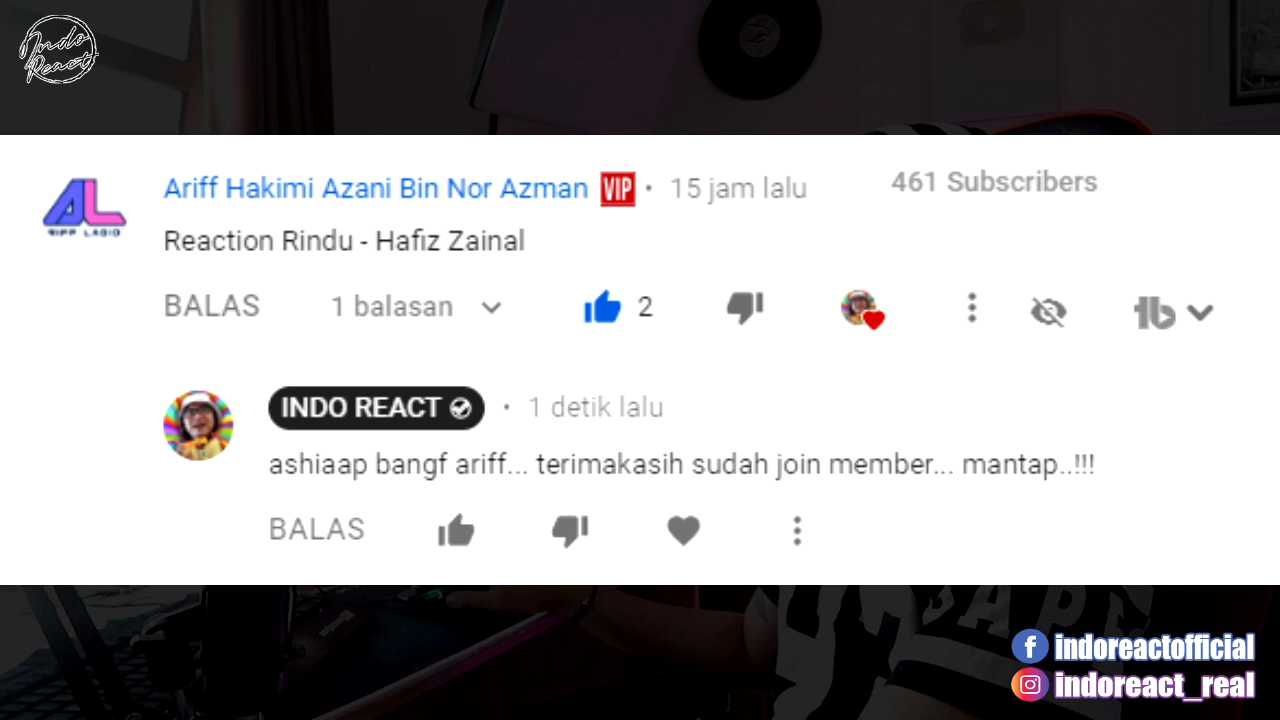 Indo
React
Ariff Hakimi Azani Bin Nor Azman VIP • 15 jam lalu 461 Subscribers
Reaction Rindu - Hafiz Zainal
BALAS 1 balasan 2
INDO REACT • 1 detik lalu
ashiaap bangf ariff... terimakasih sudah join member... mantap..!!!
BALAS
indoreactofficial
indoreact_real